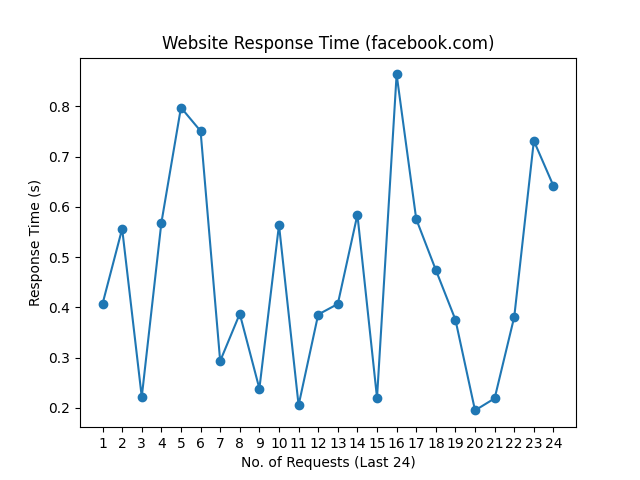 Website Response Time (facebook.com)
Response Time (s)
0.8
0.7
0.6
0.5
0.4
0.3
0.2
1 2 3 4 5 6 7 8 9 10 11 12 13 14 15 16 17 18 19 20 21 22 23 24
No. of Requests (Last 24)